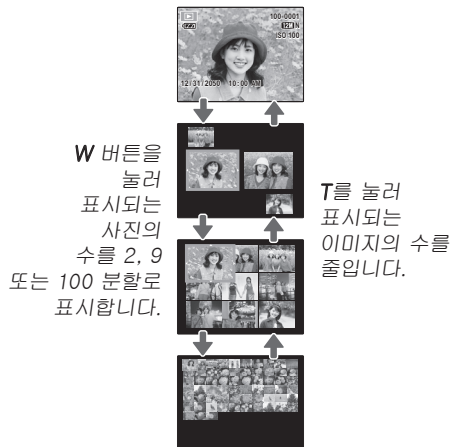 100-0001
12M N
ISO 100
12/31/2050 10:00 AM
W 버튼을
눌러
표시되는
사진의
수를 2, 9
또는 100 분할로
표시합니다.
T를 눌러
표시되는
이미지의 수를
줄입니다.